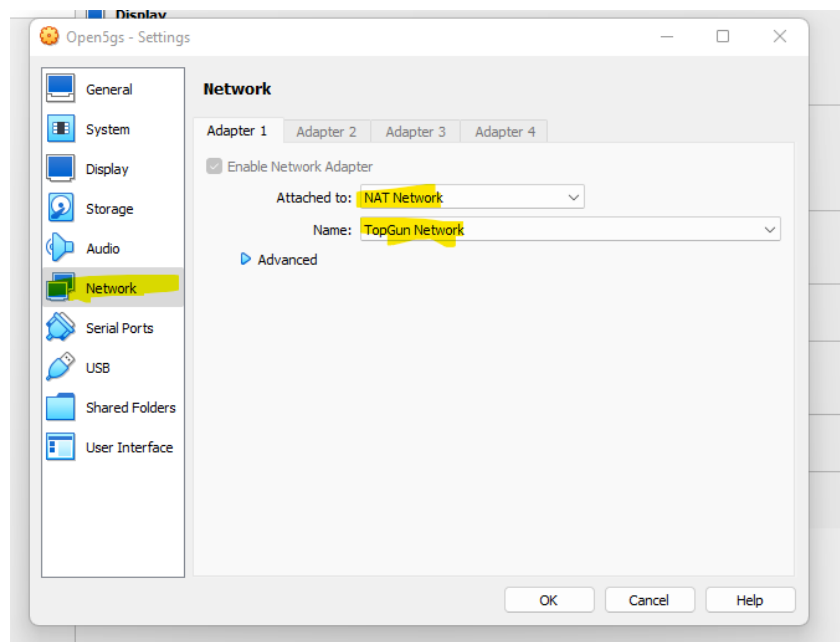 Display
Open5gs - Settings
General
System
Display
Storage
Audio
Network
Serial Ports
USB
Shared Folders
User Interface
Network
Adapter 1 Adapter 2 Adapter 3 Adapter 4
Enable Network Adapter
Attached to: NAT Network
Name: TopGun Network
Advanced
OK Cancel Help